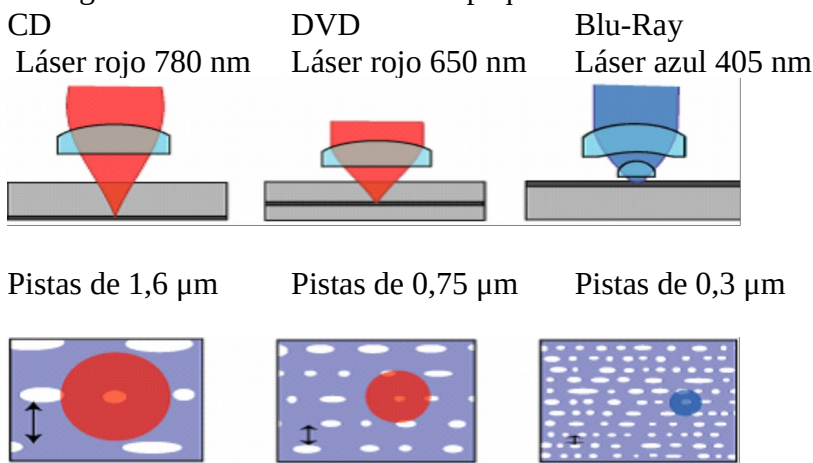 CD DVD Blu-Ray
Láser rojo 780 nm Láser rojo 650 nm Láser azul 405 nm
Pistas de 1,6 μm Pistas de 0,75 μm Pistas de 0,3 μm